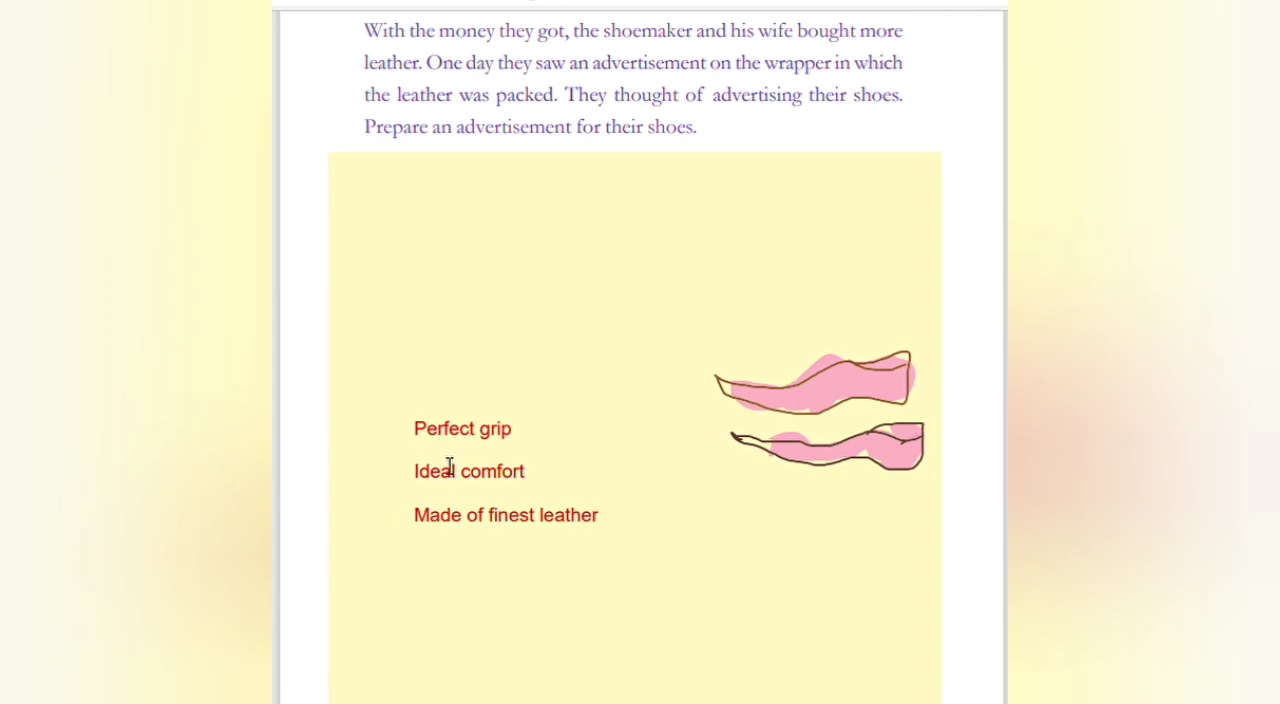 With the money they got, the shoemaker and his wife bought more
leather. One day they saw an advertisement on the wrapper in which
the leather was packed. They thought of advertising their shoes.
Prepare an advertisement for their shoes.
Perfect grip
Ideal comfort
Made of finest leather